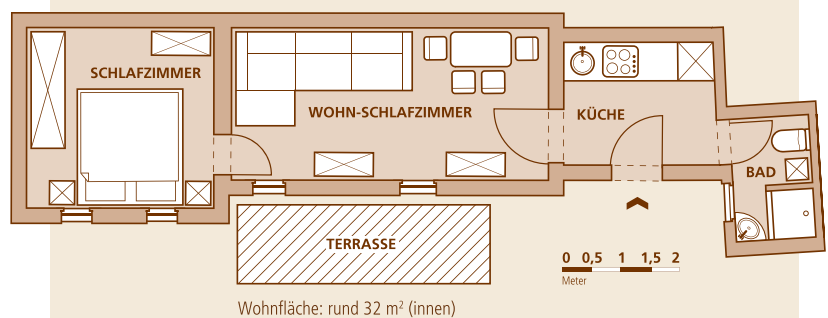 SCHLAFZIMMER
WOHN-SCHLAFZIMMER
KÜCHE
BAD
TERRASSE
0 0,5 1 1,5 2
Meter
Wohnfläche: rund 32 m² (innen)